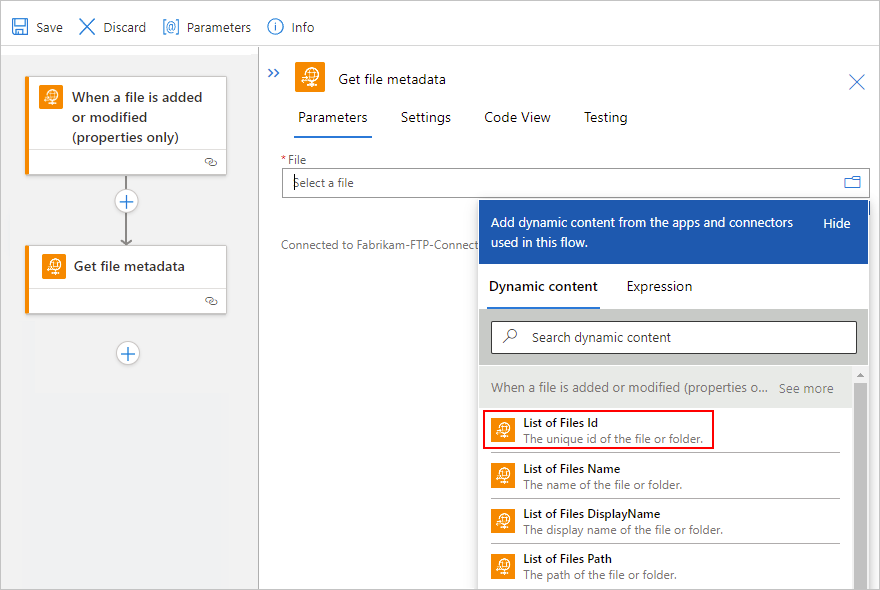 Save Discard Parameters Info
When a file is added
or modified
(properties only)
Get file metadata
Get file metadata
Parameters Settings Code View Testing
* File
Select a file
Connected to Fabrikam-FTP-Connect
Add dynamic content from the apps and connectors
used in this flow.
Hide
Dynamic content Expression
Search dynamic content
When a file is added or modified (properties o... See more
List of Files Id
The unique id of the file or folder.
List of Files Name
The name of the file or folder.
List of Files DisplayName
The display name of the file or folder.
List of Files Path
The path of the file or folder.